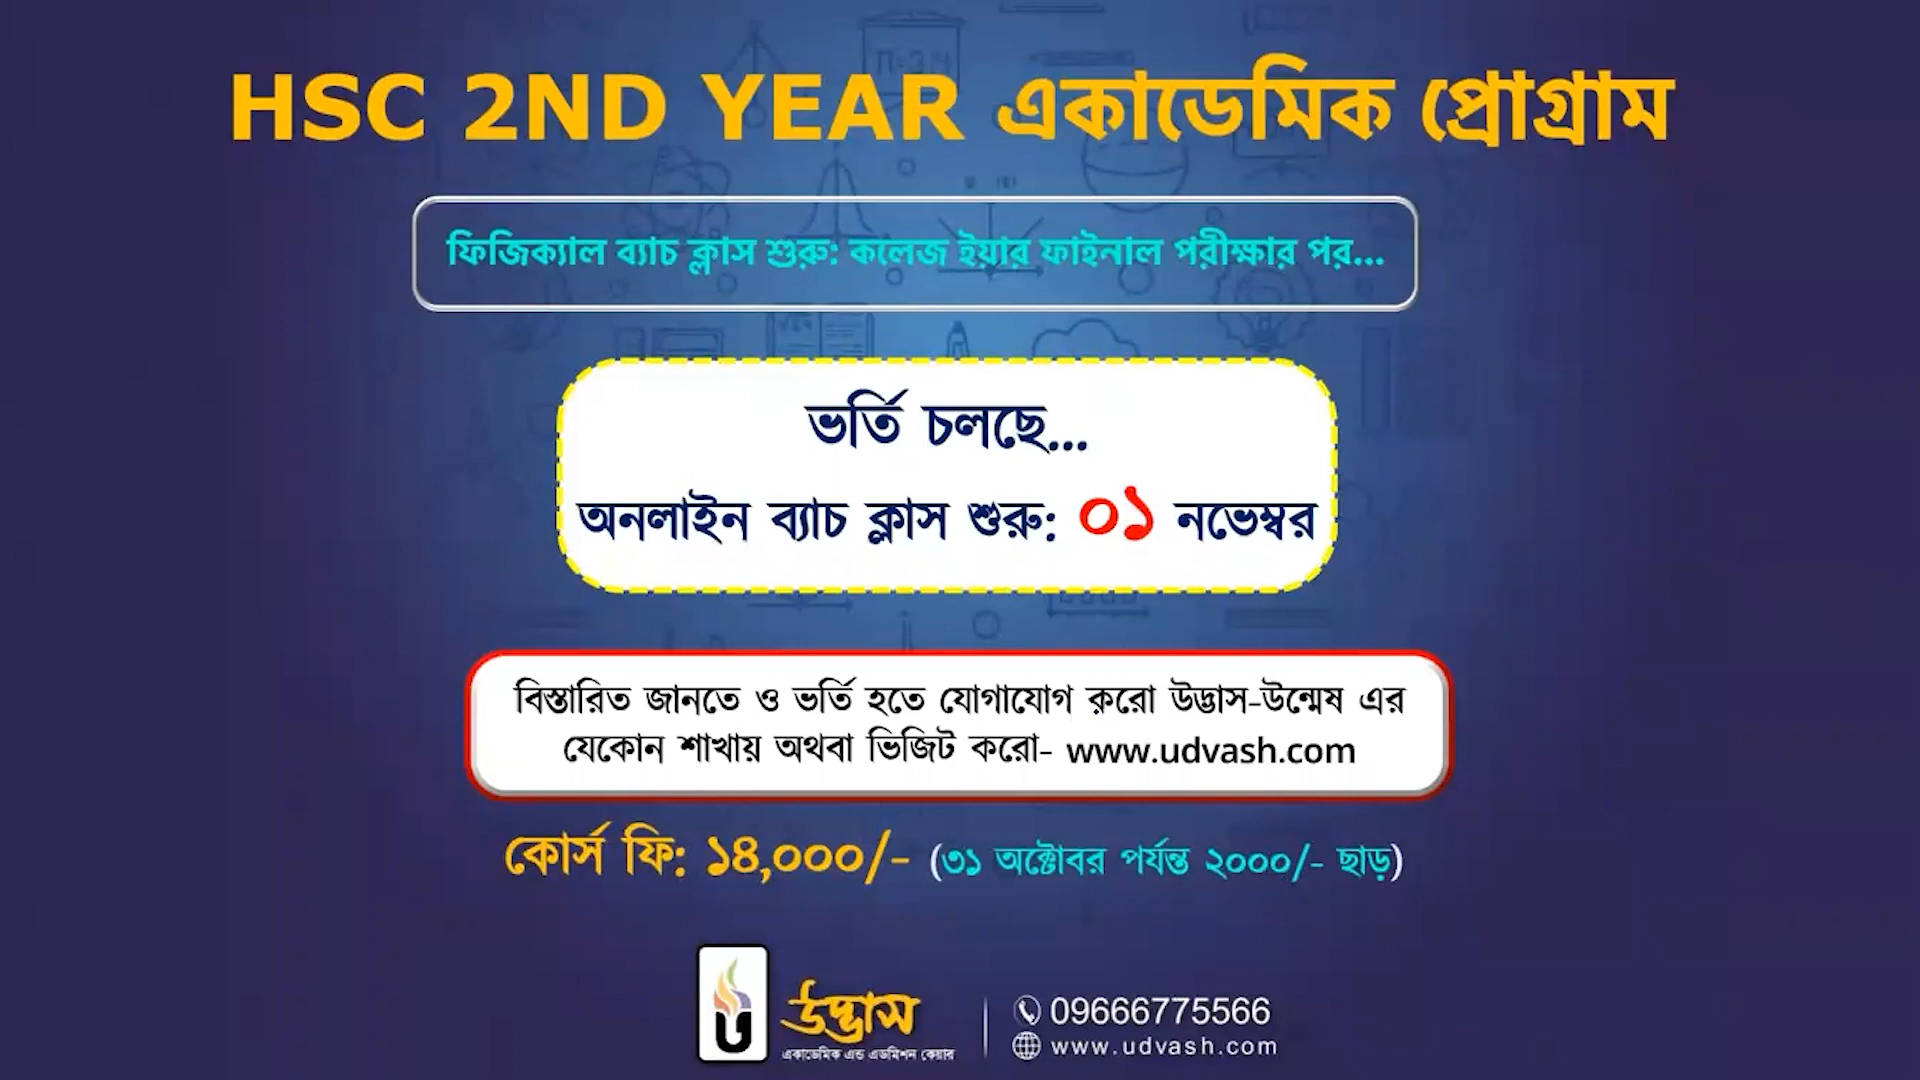 HSC 2ND YEAR একাডেমিক প্রোগ্রাম
ফিজিক্যাল ব্যাচ ক্লাস শুরু: কলেজ ইয়ার ফাইনাল পরীক্ষার পর...
ভর্তি চলছে...
অনলাইন ব্যাচ ক্লাস শুরু: ০১ নভেম্বর
বিস্তারিত জানতে ও ভর্তি হতে যোগাযোগ করো উদ্ভাস-উন্মেষ এর
যেকোন শাখায় অথবা ভিজিট করো- www.udvash.com
কোর্স ফি: ১৪,০০০/- (৩১ অক্টোবর পর্যন্ত ২০০০/- ছাড়)
উদ্ভাস
একাডেমিক এন্ড এডমিশন কেয়ার
09666775566
www.udvash.com